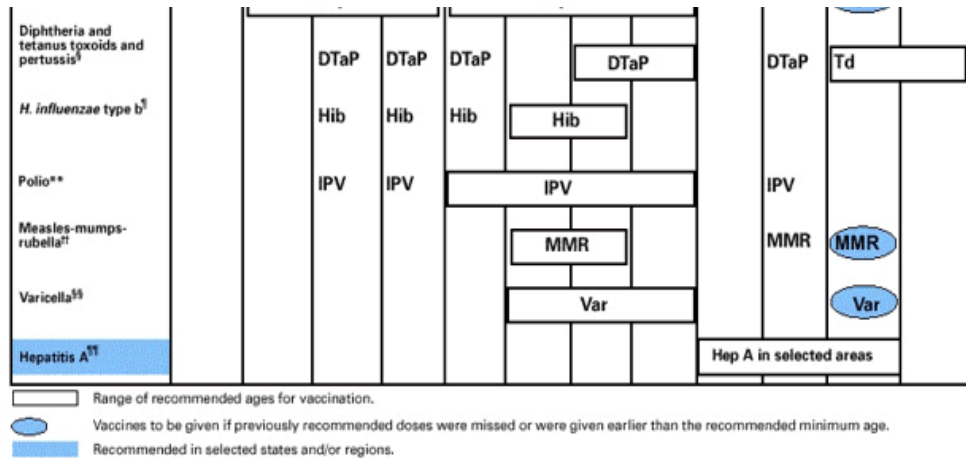 Diphtheria and
tetanus toxoids and
pertussis§
DTaP DTaP DTaP DTaP DTaP Td
H. influenzae type b¶
Hib Hib Hib Hib
Polio**
IPV IPV IPV IPV
Measles-mumps-
rubella††
MMR MMR MMR
Varicella§§
Var Var
Hepatitis A¶¶
Hep A in selected areas
Range of recommended ages for vaccination.
Vaccines to be given if previously recommended doses were missed or were given earlier than the recommended minimum age.
Recommended in selected states and/or regions.